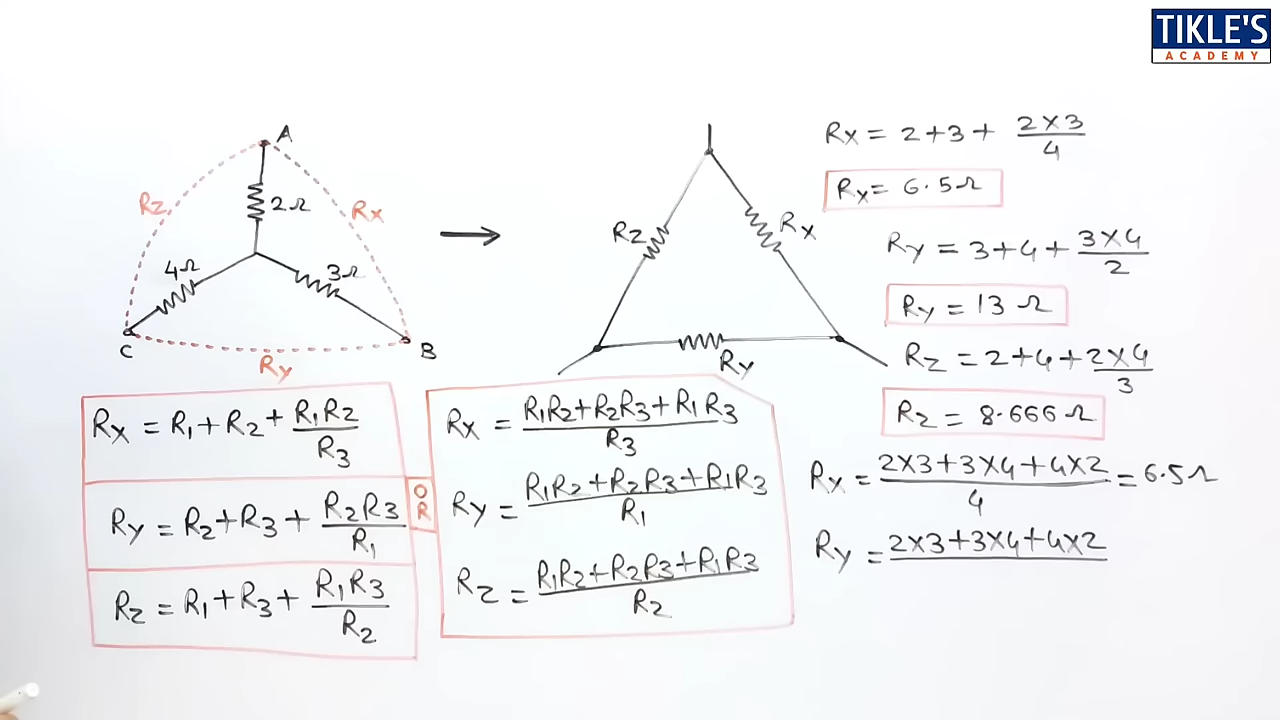 TIKLE'S
ACADEMY
A
2Ω
4Ω
3Ω
C
B
Rz
Rx
Ry
Rz
Rx
Ry
Rx = 2+3+ 2×3/4
Rx = 6.5Ω
Ry = 3+4+ 3×4/2
Ry = 13 Ω
Rz = 2+4+ 2×4/3
Rz = 8.666 Ω
Rx = 2×3+3×4+4×2/4 = 6.5Ω
Ry = 2×3+3×4+4×2
Rx = R1+R2+ R1R2/R3
Ry = R2+R3+ R2R3/R1
Rz = R1+R3+ R1R3/R2
OR
Rx = R1R2+R2R3+R1R3/R3
Ry = R1R2+R2R3+R1R3/R1
Rz = R1R2+R2R3+R1R3/R2